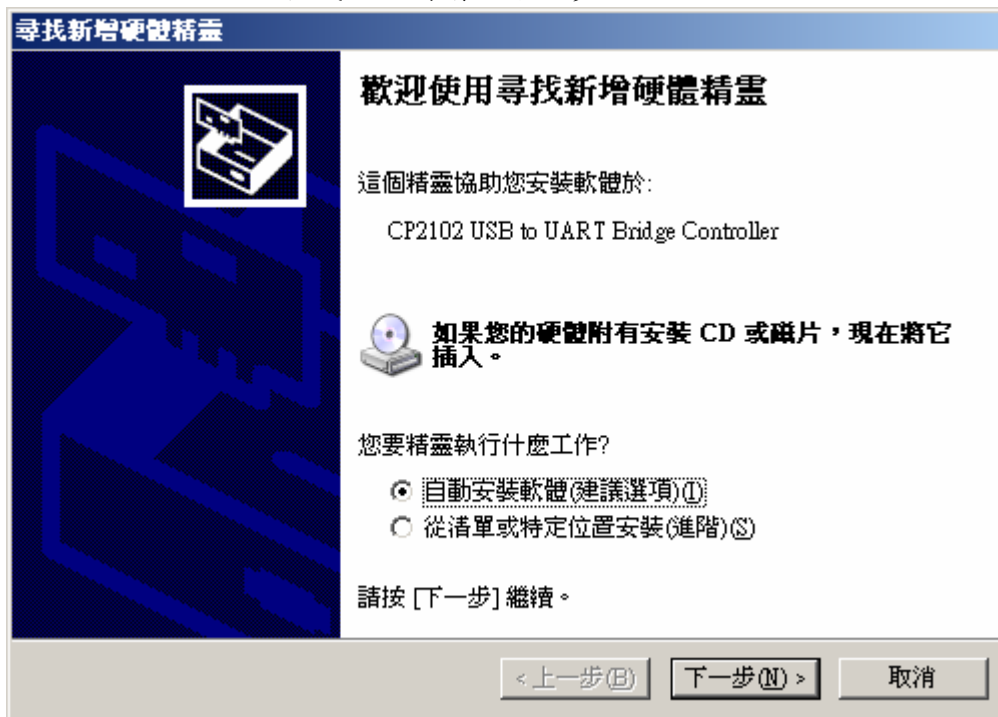 尋找新增硬體精靈
歡迎使用尋找新增硬體精靈
這個精靈協助您安裝軟體於:
CP2102 USB to UART Bridge Controller
如果您的硬體附有安裝 CD 或磁片，現在將它
插入。
您要精靈執行什麼工作?
自動安裝軟體(建議選項)(I)
從清單或特定位置安裝(進階)(S)
請按 [下一步] 繼續。
<上一步(B) 下一步(N) > 取消